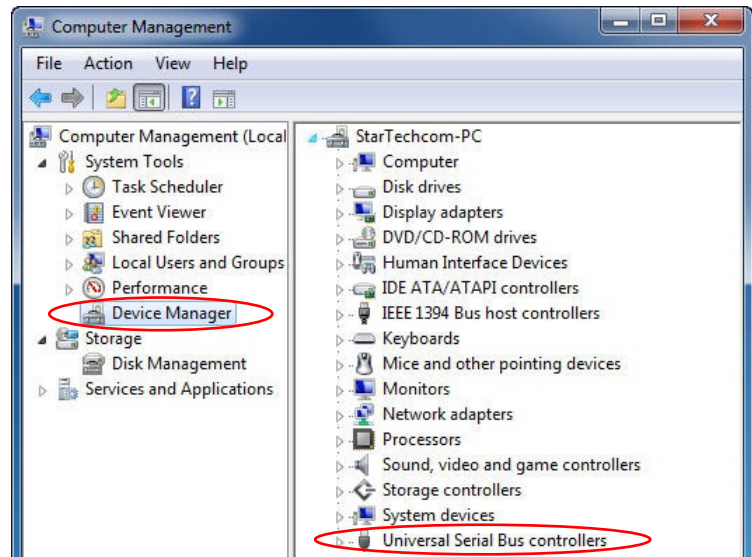 Computer Management
File Action View Help
Computer Management (Local
System Tools
Task Scheduler
Event Viewer
Shared Folders
Local Users and Groups
Performance
Device Manager
Storage
Disk Management
Services and Applications
StarTechcom-PC
Computer
Disk drives
Display adapters
DVD/CD-ROM drives
Human Interface Devices
IDE ATA/ATAPI controllers
IEEE 1394 Bus host controllers
Keyboards
Mice and other pointing devices
Monitors
Network adapters
Processors
Sound, video and game controllers
Storage controllers
System devices
Universal Serial Bus controllers